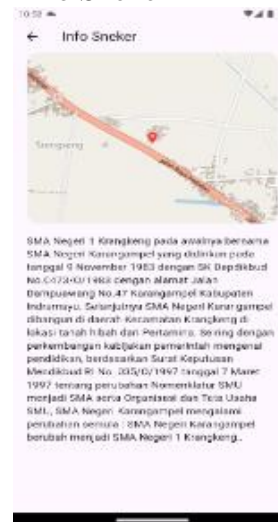 10:52
Info Sneker
SMA Negeri 1 Krangkeng pada awalnya bernama
SMA Negeri Karangampel yang didirikan pada
tanggal 9 November 1983 dengan SK Depdikbud
No.0473/O/1983 dengan alamat Jalan
Dampuawang No.47 Karangampel Kabupaten
Indramayu. Selanjutnya SMA Negeri Karangampel
dibangun di daerah Kecamatan Krangkeng di
lokasi tanah hibah dari Pertamina. Seiring dengan
perkembangan kebijakan pemerintah mengenai
pendidikan, berdasarkan Surat Keputusan
Mendikbud RI No. 035/O/1997 tanggal 7 Maret
1997 tentang perubahan Nomenklatur SMU
menjadi SMA serta Organisasi dan Tata Usaha
SMU, SMA Negeri Karangampel mengalami
perubahan semula : SMA Negeri Karangampel
berubah menjadi SMA Negeri 1 Krangkeng..